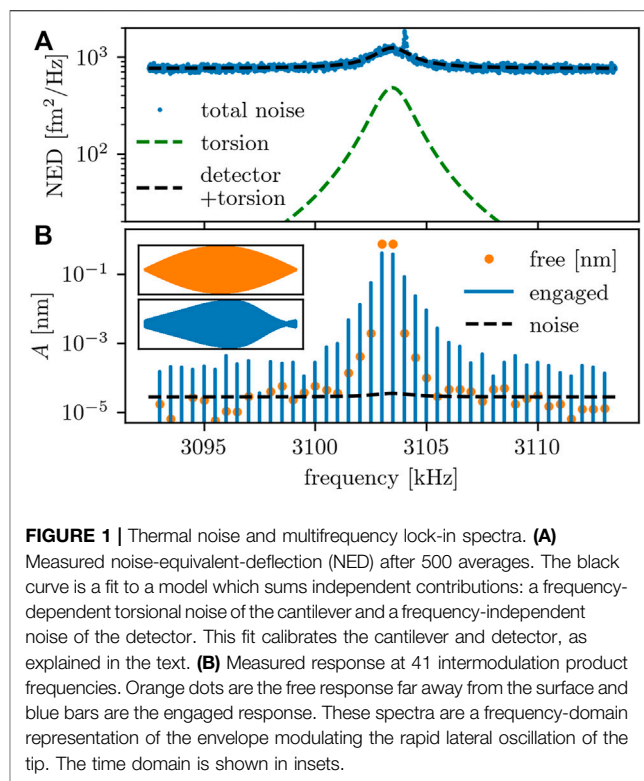 A
NED [fm²/Hz]
10³
10²
total noise
torsion
detector
+torsion
B
A [nm]
10⁻¹
10⁻³
10⁻⁵
free [nm]
engaged
noise
3095 3100 3105 3110
frequency [kHz]
FIGURE 1 | Thermal noise and multifrequency lock-in spectra. (A)
Measured noise-equivalent-deflection (NED) after 500 averages. The black
curve is a fit to a model which sums independent contributions: a frequency-
dependent torsional noise of the cantilever and a frequency-independent
noise of the detector. This fit calibrates the cantilever and detector, as
explained in the text. (B) Measured response at 41 intermodulation product
frequencies. Orange dots are the free response far away from the surface and
blue bars are the engaged response. These spectra are a frequency-domain
representation of the envelope modulating the rapid lateral oscillation of the
tip. The time domain is shown in insets.